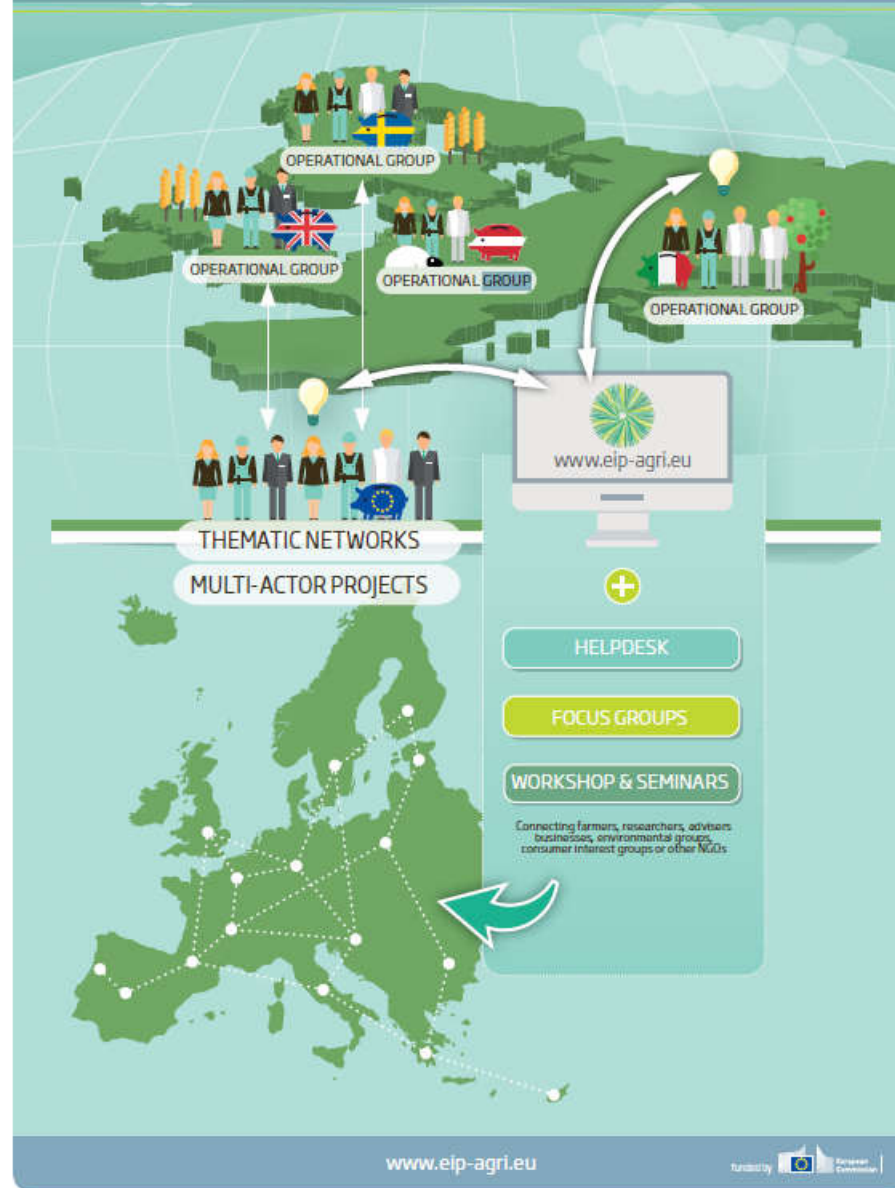 OPERATIONAL GROUP
OPERATIONAL GROUP
OPERATIONAL GROUP
OPERATIONAL GROUP
www.eip-agri.eu
THEMATIC NETWORKS
MULTI-ACTOR PROJECTS
HELPDESK
FOCUS GROUPS
WORKSHOP & SEMINARS
Connecting farmers, researchers, advisers
businesses, environmental groups,
consumer interest groups or other NGOs
www.eip-agri.eu
funded by
European
Commission